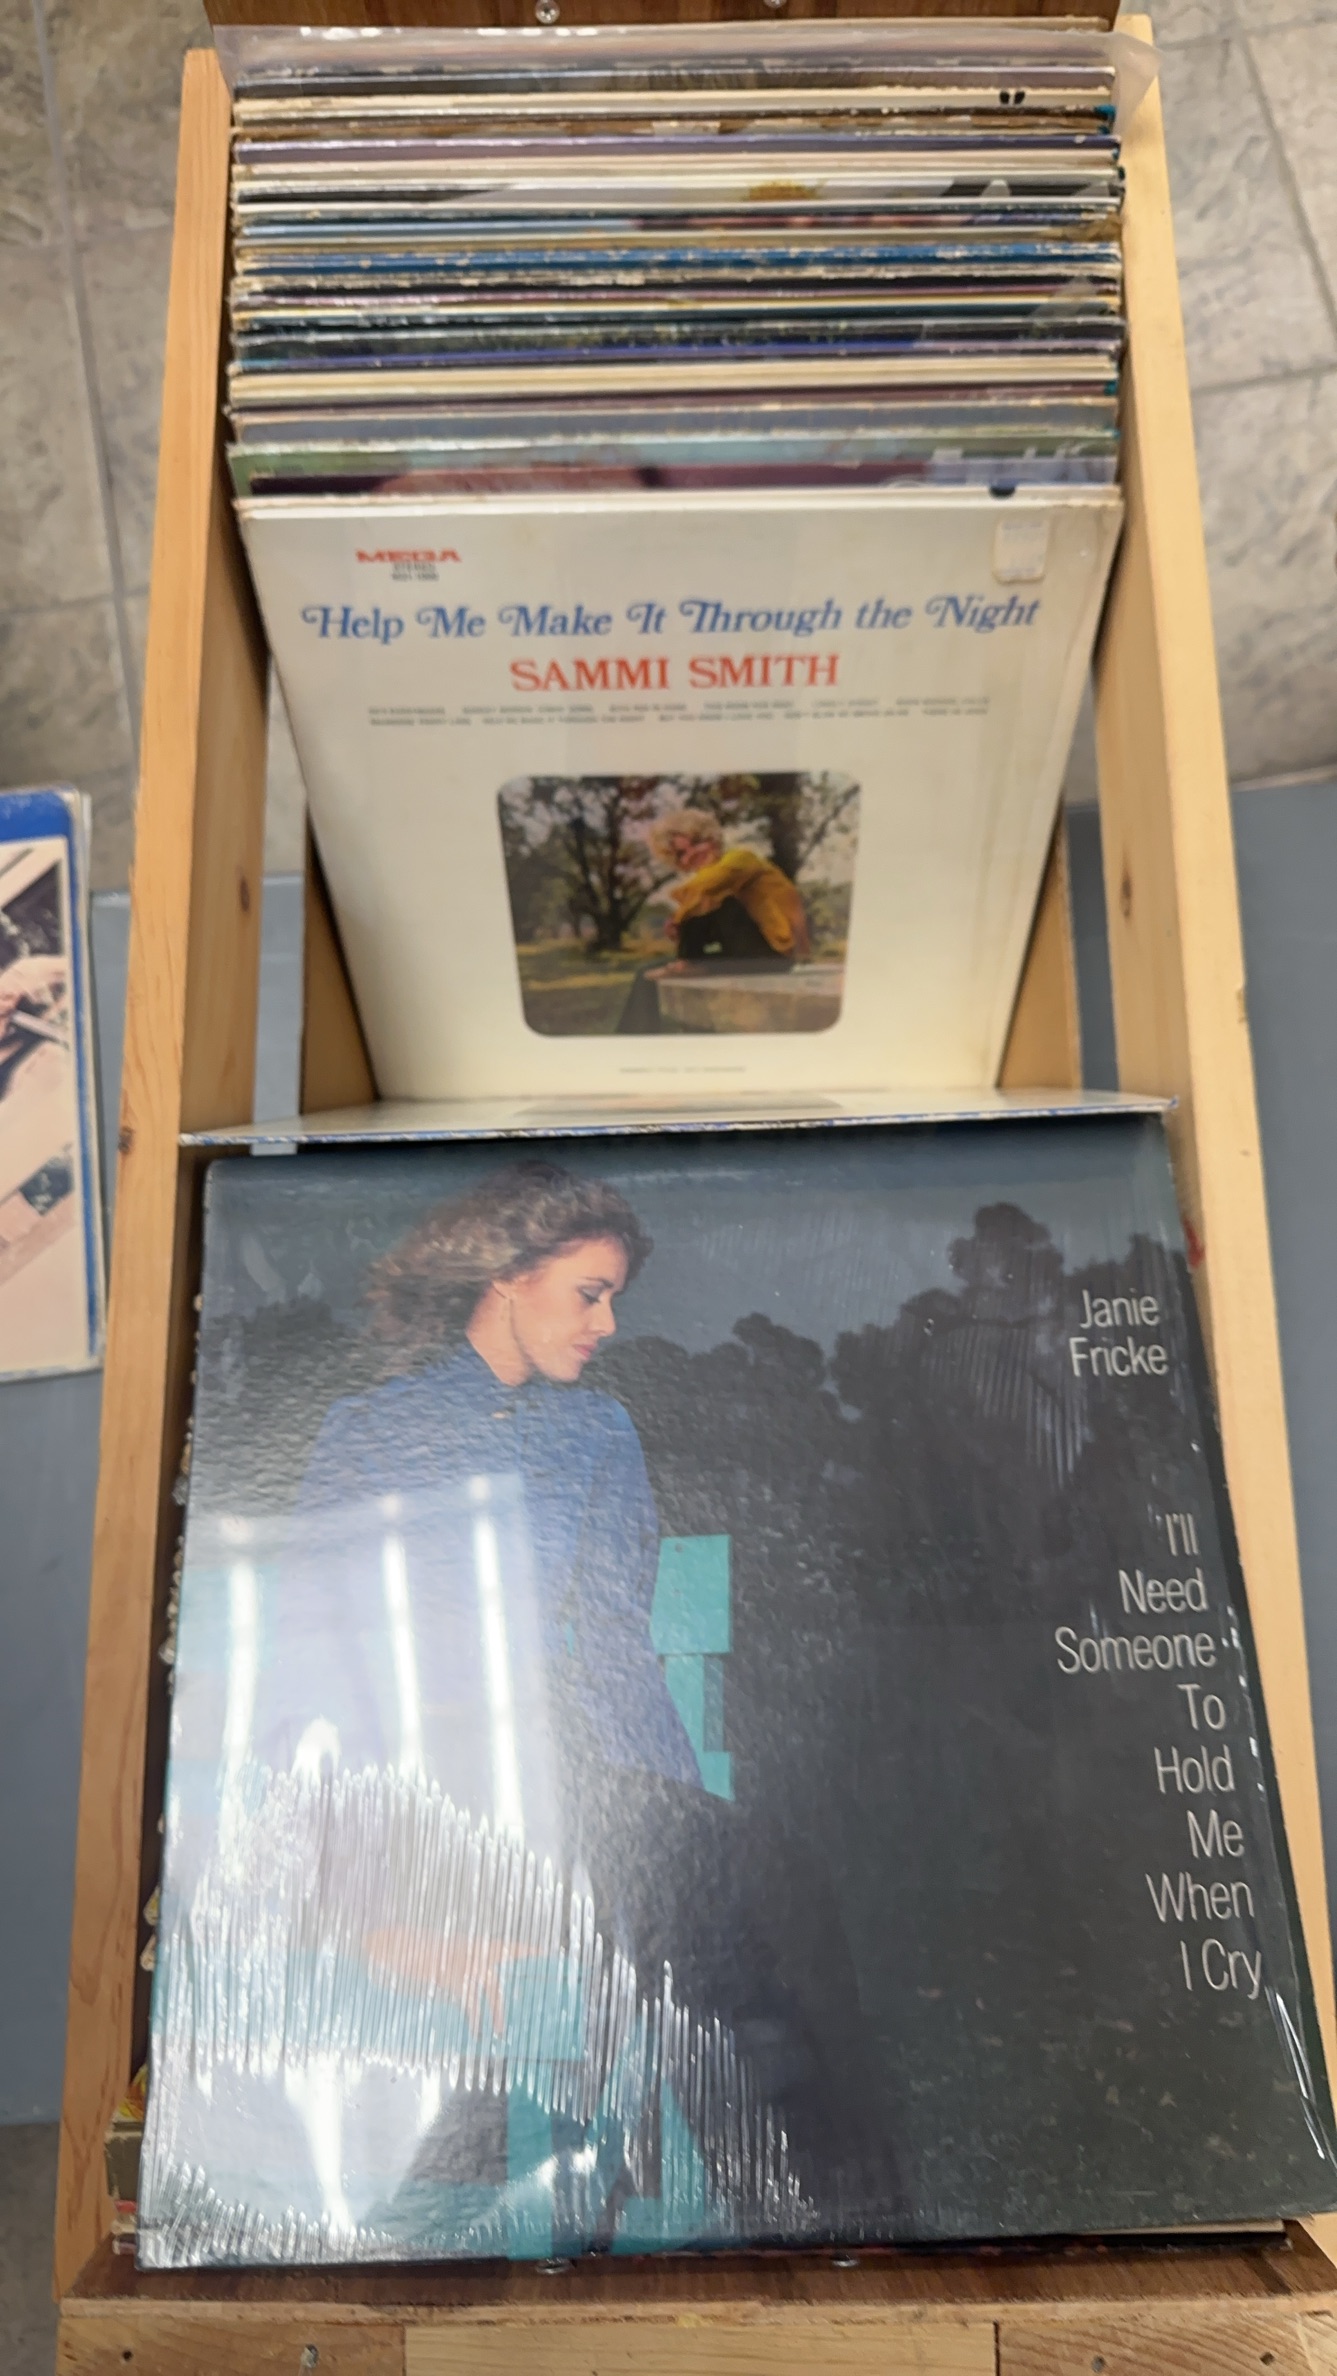 MEGA
STEREO
Help Me Make It Through the Night
SAMMI SMITH
Janie
Fricke
I'll
Need
Someone
To
Hold
Me
When
I Cry